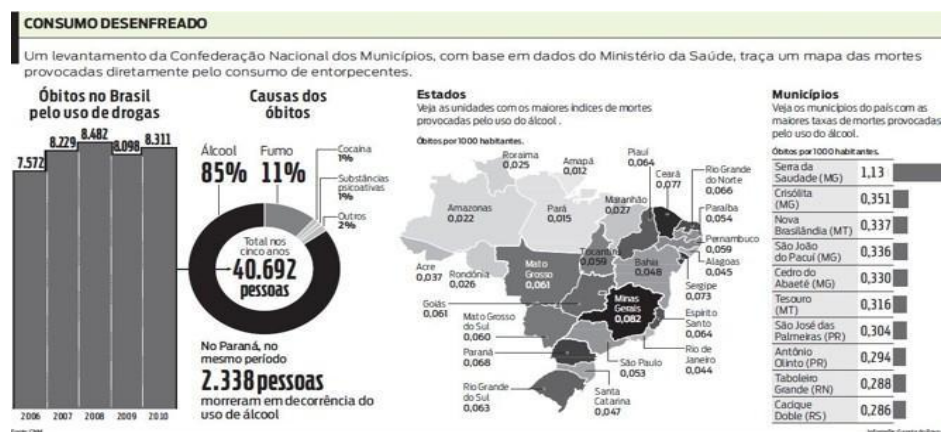 CONSUMO DESENFREADO
Um levantamento da Confederação Nacional dos Municípios, com base em dados do Ministério da Saúde, traça um mapa das mortes
provocadas diretamente pelo consumo de entorpecentes.
Óbitos no Brasil
pelo uso de drogas
7.572
8.229
8.482
8.098
8.311
2006
2007
2008
2009
2010
Causas dos
óbitos
Álcool
85%
Fumo
11%
Cocaína
1%
Substâncias
psicoativas
1%
Outros
2%
Total nos
cinco anos
40.692
pessoas
No Paraná, no
mesmo período
2.338 pessoas
morreram em decorrência do
uso de álcool
Estados
Veja as unidades com os maiores índices de mortes
provocadas pelo uso do álcool.
Óbitos por 1000 habitantes.
Roraima
0,025
Amapá
0,012
Piauí
0,064
Ceará
0,077
Rio Grande
do Norte
0,066
Amazonas
0,022
Pará
0,015
Maranhão
0,027
Paraíba
0,054
Pernambuco
0,059
Alagoas
0,045
Sergipe
0,073
Acre
0,037
Rondônia
0,026
Mato
Grosso
0,061
Tocantins
0,059
Bahia
0,048
Goiás
0,061
Minas
Gerais
0,082
Espírito
Santo
0,064
Mato Grosso
do Sul
0,060
Rio de
Janeiro
0,044
Paraná
0,068
São Paulo
0,053
Rio Grande
do Sul
0,063
Santa
Catarina
0,047
Municípios
Veja os municípios do país com as
maiores taxas de mortes provocadas
pelo uso do álcool.
Óbitos por 1000 habitantes.
Serra da
Saudade (MG)
1,13
Crisólita
(MG)
0,351
Nova
Brasilândia (MT)
0,337
São João
do Pacuí (MG)
0,336
Cedro do
Abaeté (MG)
0,330
Tesouro
(MT)
0,316
São José das
Palmeiras (PR)
0,304
Antônio
Olinto (PR)
0,294
Taboleiro
Grande (RN)
0,288
Cacique
Doble (RS)
0,286